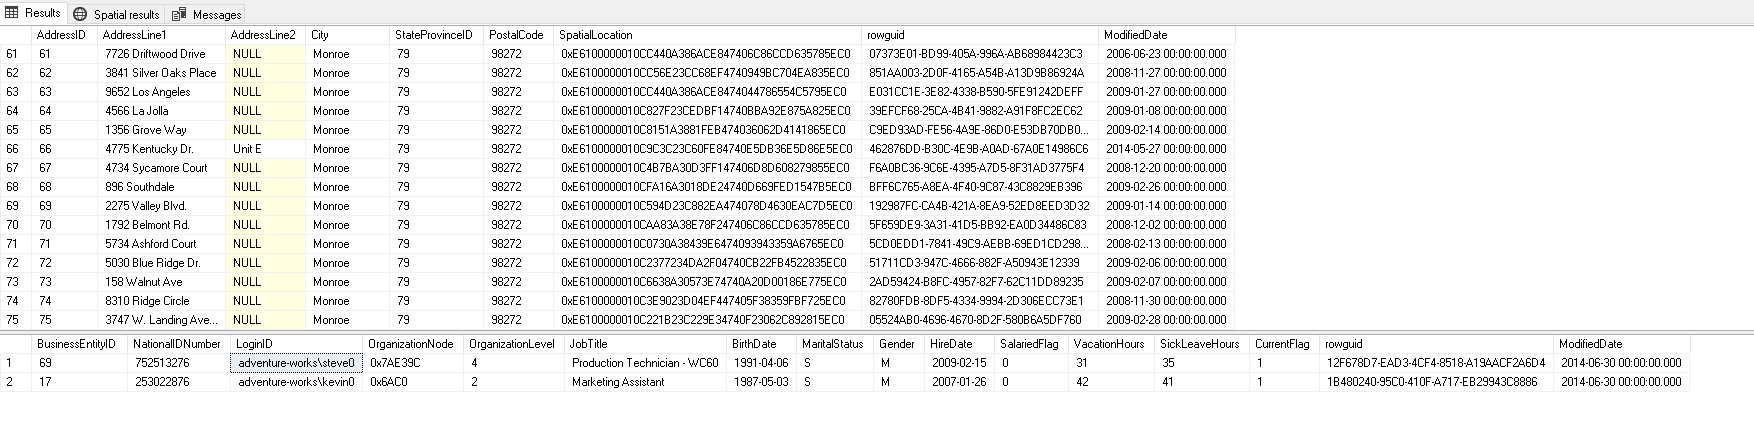 Results Spatial results Messages
AddressID AddressLine1 AddressLine2 City StateProvinceID PostalCode SpatialLocation rowguid ModifiedDate
61 61 7726 Driftwood Drive NULL Monroe 79 98272 0xE6100000010CC440A386ACE847406C86CCD635785EC0 07373E01-BD99-405A-996A-AB68984423C3 2006-06-23 00:00:00.000
62 62 3841 Silver Oaks Place NULL Monroe 79 98272 0xE6100000010CC56E23CC68EF4740949BC704EA835EC0 851AA003-2D0F-4165-A54B-A13D9B86924A 2008-11-27 00:00:00.000
63 63 9652 Los Angeles NULL Monroe 79 98272 0xE6100000010CC440A386ACE8474044786554C5795EC0 E031CC1E-3E82-4338-B590-5FE91242DEFF 2009-01-27 00:00:00.000
64 64 4566 La Jolla NULL Monroe 79 98272 0xE6100000010C827F23CEDBF14740BBA92E875A825EC0 39EFCF68-25CA-4B41-9882-A91F8FC2EC62 2009-01-08 00:00:00.000
65 65 1356 Grove Way NULL Monroe 79 98272 0xE6100000010C8151A3881FEB474036062D4141865EC0 C9ED93AD-FE56-4A9E-86D0-E53DB70DB0... 2009-02-14 00:00:00.000
66 66 4775 Kentucky Dr. Unit E Monroe 79 98272 0xE6100000010C9C3C23C60FE84740E5DB36E5D86E5EC0 462876DD-B30C-4E9B-A0AD-67A0E14986C6 2014-05-27 00:00:00.000
67 67 4734 Sycamore Court NULL Monroe 79 98272 0xE6100000010C4B7BA30D3FF147406D8D608279855EC0 F6A0BC36-9C6E-4395-A7D5-8F31AD3775F4 2008-12-20 00:00:00.000
68 68 896 Southdale NULL Monroe 79 98272 0xE6100000010CFA16A3018DE24740D669FED1547B5EC0 BFF6C765-A8EA-4F40-9C87-43C8829EB396 2009-02-26 00:00:00.000
69 69 2275 Valley Blvd. NULL Monroe 79 98272 0xE6100000010C594D23C882EA474078D4630EAC7D5EC0 192987FC-CA4B-421A-8EA9-52ED8EED3D32 2009-01-14 00:00:00.000
70 70 1792 Belmont Rd. NULL Monroe 79 98272 0xE6100000010CAA83A38E78F247406C86CCD635785EC0 5F659DE9-3A31-41D5-BB92-EA0D34486C83 2008-12-02 00:00:00.000
71 71 5734 Ashford Court NULL Monroe 79 98272 0xE6100000010C0730A38439E6474093943359A6765EC0 5CD0EDD1-7841-49C9-AEBB-69ED1CD298... 2008-02-13 00:00:00.000
72 72 5030 Blue Ridge Dr. NULL Monroe 79 98272 0xE6100000010C2377234DA2F04740CB22FB4522835EC0 51711CD3-947C-4666-882F-A50943E12339 2009-02-06 00:00:00.000
73 73 158 Walnut Ave NULL Monroe 79 98272 0xE6100000010C6638A30573E74740A20D00186E775EC0 2AD59424-B8FC-4957-82F7-62C11DD89235 2009-02-07 00:00:00.000
74 74 8310 Ridge Circle NULL Monroe 79 98272 0xE6100000010C3E9023D04EF447405F38359FBF725EC0 82780FDB-8DF5-4334-9994-2D306ECC73E1 2008-11-30 00:00:00.000
75 75 3747 W. Landing Ave... NULL Monroe 79 98272 0xE6100000010C221B23C229E34740F23062C892815EC0 05524AB0-4696-4670-8D2F-580B6A5DF760 2009-02-28 00:00:00.000
BusinessEntityID NationalIDNumber LoginID OrganizationNode OrganizationLevel JobTitle BirthDate MaritalStatus Gender HireDate SalariedFlag VacationHours SickLeaveHours CurrentFlag rowguid ModifiedDate
1 69 752513276 adventure-works\steve0 0x7AE39C 4 Production Technician - WC60 1991-04-06 S M 2009-02-15 0 31 35 1 12F678D7-EAD3-4CF4-8518-A19AACF2A6D4 2014-06-30 00:00:00.000
2 17 253022876 adventure-works\kevin0 0x6AC0 2 Marketing Assistant 1987-05-03 S M 2007-01-26 0 42 41 1 1B480240-95C0-410F-A717-EB29943C8886 2014-06-30 00:00:00.000